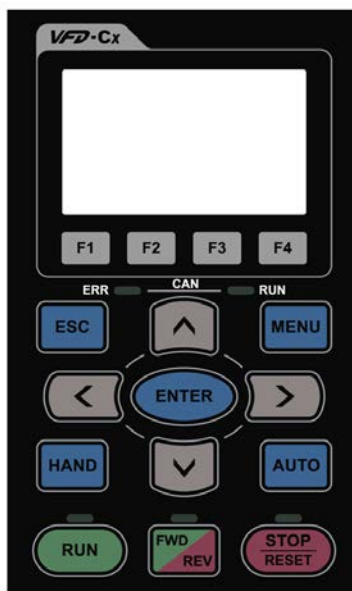 VFD-Cx
F1 F2 F3 F4
ERR CAN RUN
ESC MENU
ENTER
HAND AUTO
RUN FWD REV STOP RESET